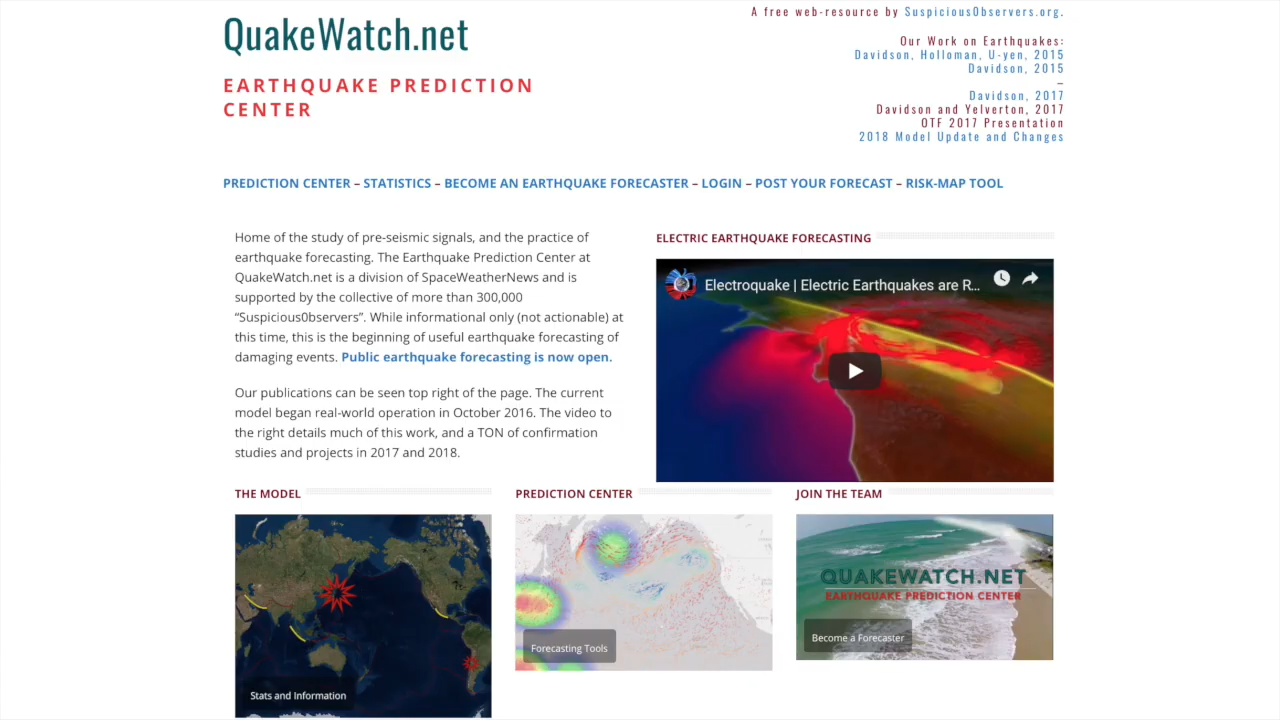 QuakeWatch.net
EARTHQUAKE PREDICTION
CENTER
A free web-resource by Suspicious0bservers.org.
Our Work on Earthquakes:
Davidson, Holloman, U-yen, 2015
Davidson, 2015
–
Davidson, 2017
Davidson and Yelverton, 2017
OTF 2017 Presentation
2018 Model Update and Changes
PREDICTION CENTER – STATISTICS – BECOME AN EARTHQUAKE FORECASTER – LOGIN – POST YOUR FORECAST – RISK-MAP TOOL
Home of the study of pre-seismic signals, and the practice of
earthquake forecasting. The Earthquake Prediction Center at
QuakeWatch.net is a division of SpaceWeatherNews and is
supported by the collective of more than 300,000
“Suspicious0bservers”. While informational only (not actionable) at
this time, this is the beginning of useful earthquake forecasting of
damaging events. Public earthquake forecasting is now open.
Our publications can be seen top right of the page. The current
model began real-world operation in October 2016. The video to
the right details much of this work, and a TON of confirmation
studies and projects in 2017 and 2018.
ELECTRIC EARTHQUAKE FORECASTING
Electroquake | Electric Earthquakes are R...
THE MODEL
Stats and Information
PREDICTION CENTER
Forecasting Tools
JOIN THE TEAM
QUAKEWATCH.NET
EARTHQUAKE PREDICTION CENTER
Become a Forecaster